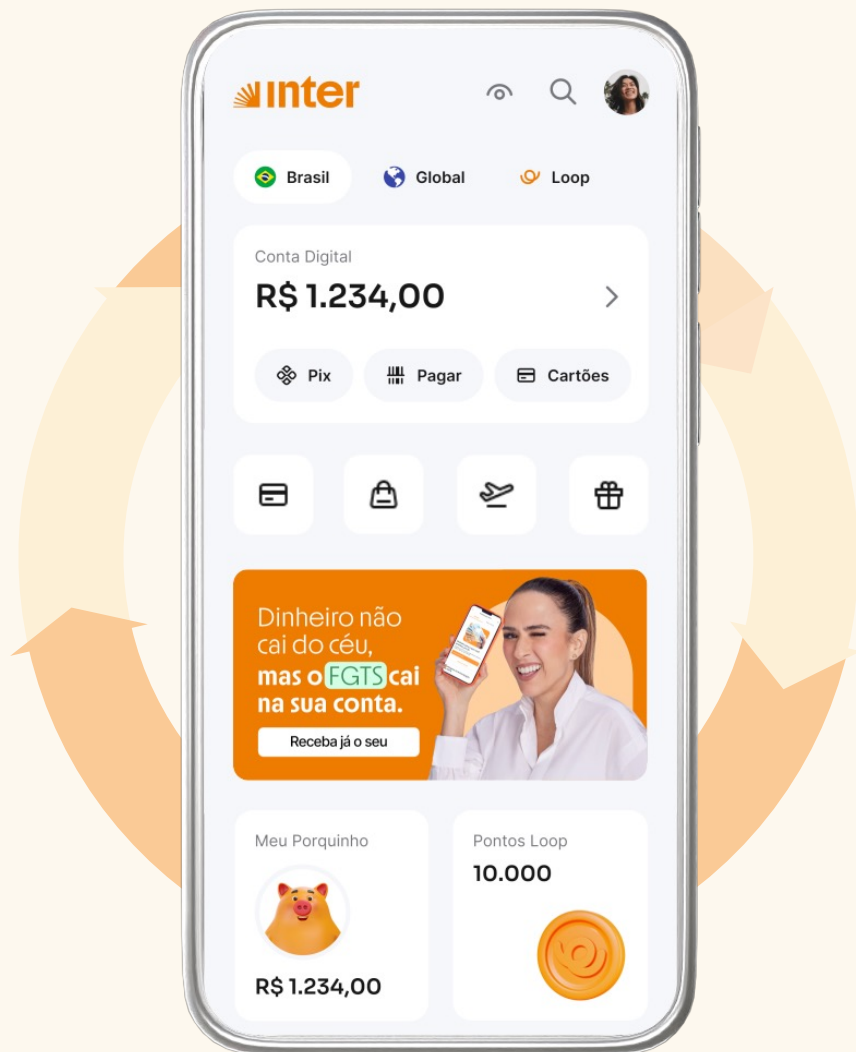 inter
Brasil
Global
Loop
Conta Digital
R$ 1.234,00
Pix
Pagar
Cartões
Dinheiro não
cai do céu,
mas o FGTS cai
na sua conta.
Receba já o seu
Meu Porquinho
R$ 1.234,00
Pontos Loop
10.000